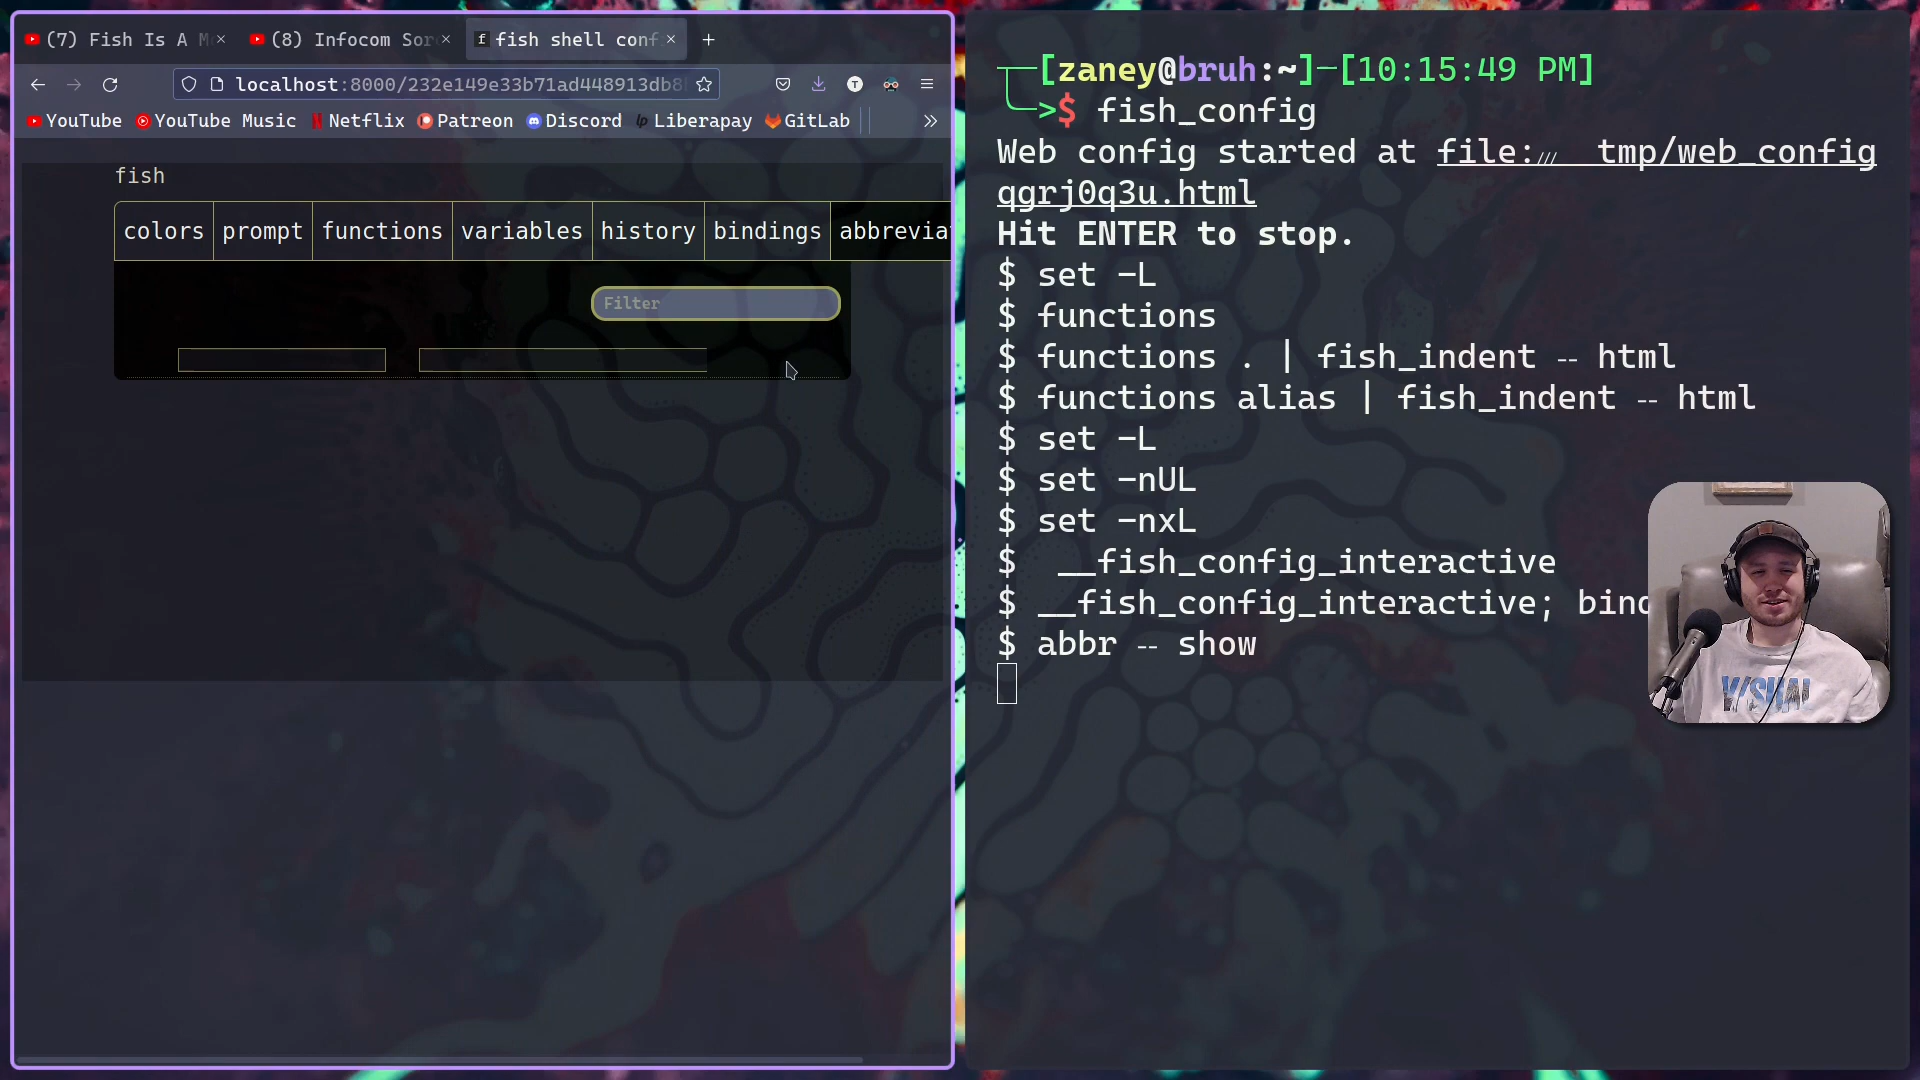 (7) Fish Is A M
(8) Infocom Sor
fish shell conf
localhost:8000/232e149e33b71ad448913db8
YouTube YouTube Music Netflix Patreon Discord Liberapay GitLab
fish
colors prompt functions variables history bindings abbreviat
Filter
[zaney@bruh:~]─[10:15:49 PM]
>$ fish_config
Web config started at file:/// tmp/web_config
qgrj0q3u.html
Hit ENTER to stop.
$ set -L
$ functions
$ functions . | fish_indent -- html
$ functions alias | fish_indent -- html
$ set -L
$ set -nUL
$ set -nxL
$  __fish_config_interactive
$ __fish_config_interactive; bind
$ abbr -- show